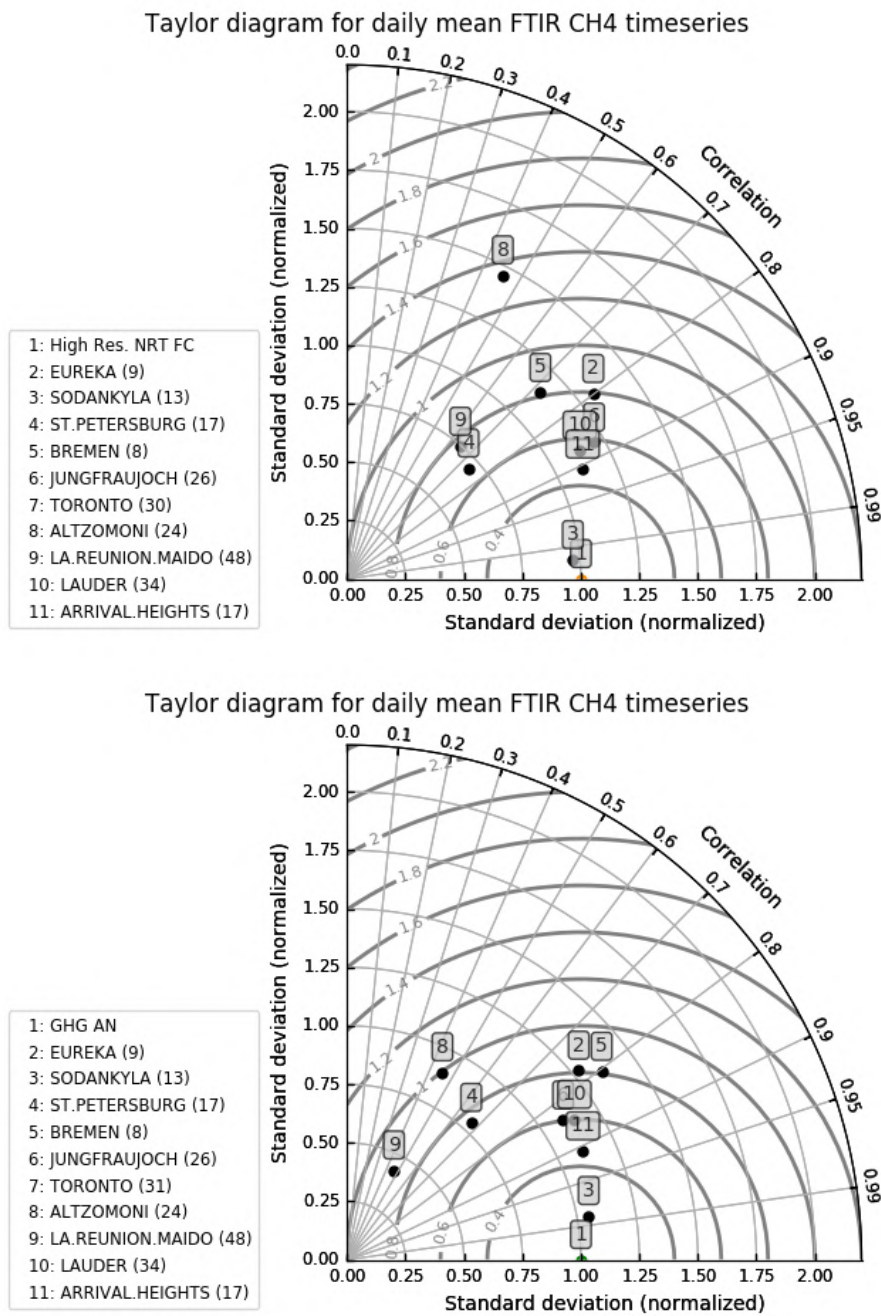 Taylor diagram for daily mean FTIR CH4 timeseries
0.0 0.1 0.2 0.3 0.4 0.5 0.6 0.7 0.8 0.9 0.95 0.99
Correlation
Standard deviation (normalized)
2.00
1.75
1.50
1.25
1.00
0.75
0.50
0.25
0.00
2.2
2
1.8
1.6
1.4
1.2
1
0.8 0.6 0.4
8
5 2
9 6
10
4 11
3
1
0.00 0.25 0.50 0.75 1.00 1.25 1.50 1.75 2.00
Standard deviation (normalized)
1: High Res. NRT FC
2: EUREKA (9)
3: SODANKYLA (13)
4: ST.PETERSBURG (17)
5: BREMEN (8)
6: JUNGFRAUJOCH (26)
7: TORONTO (30)
8: ALTZOMONI (24)
9: LA.REUNION.MAIDO (48)
10: LAUDER (34)
11: ARRIVAL.HEIGHTS (17)
Taylor diagram for daily mean FTIR CH4 timeseries
0.0 0.1 0.2 0.3 0.4 0.5 0.6 0.7 0.8 0.9 0.95 0.99
Correlation
Standard deviation (normalized)
2.00
1.75
1.50
1.25
1.00
0.75
0.50
0.25
0.00
2.2
2
1.8
1.6
1.4
1.2
1
0.8 0.6 0.4
8 2 5
4 10
11
9
3
1
0.00 0.25 0.50 0.75 1.00 1.25 1.50 1.75 2.00
Standard deviation (normalized)
1: GHG AN
2: EUREKA (9)
3: SODANKYLA (13)
4: ST.PETERSBURG (17)
5: BREMEN (8)
6: JUNGFRAUJOCH (26)
7: TORONTO (31)
8: ALTZOMONI (24)
9: LA.REUNION.MAIDO (48)
10: LAUDER (34)
11: ARRIVAL.HEIGHTS (17)